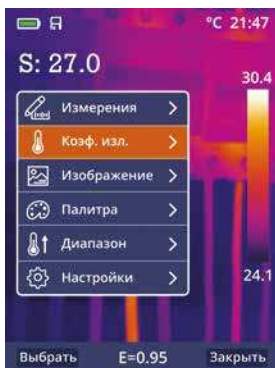 °C 21:47
S: 27.0
30.4
Измерения
Коэф. изл.
Изображение
Палитра
Диапазон
Настройки
24.1
Выбрать E=0.95 Закрыть